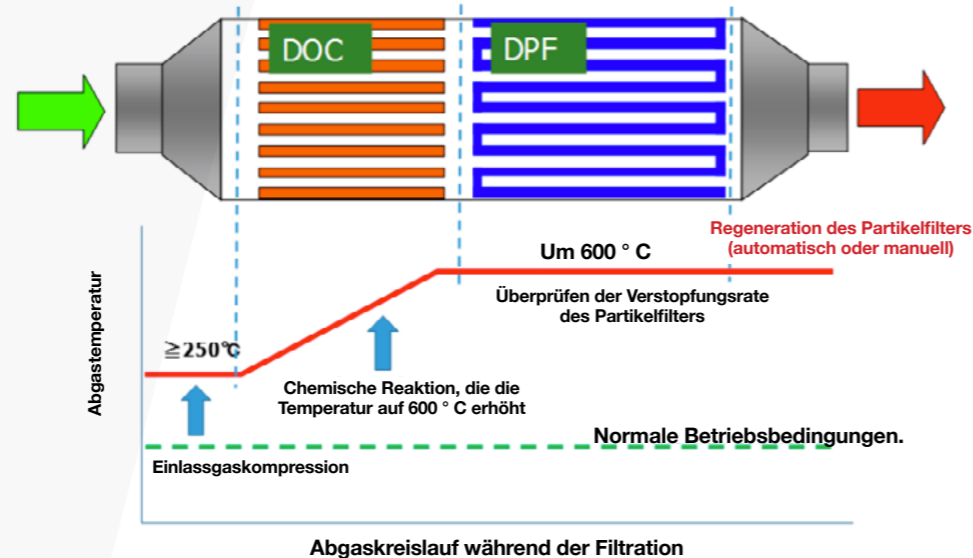 DOC
DPF
Regeneration des Partikelfilters
(automatisch oder manuell)
Um 600 ° C
Überprüfen der Verstopfungsrate
des Partikelfilters
≧250℃
Abgastemperatur
Chemische Reaktion, die die
Temperatur auf 600 ° C erhöht
Normale Betriebsbedingungen.
Einlassgaskompression
Abgaskreislauf während der Filtration